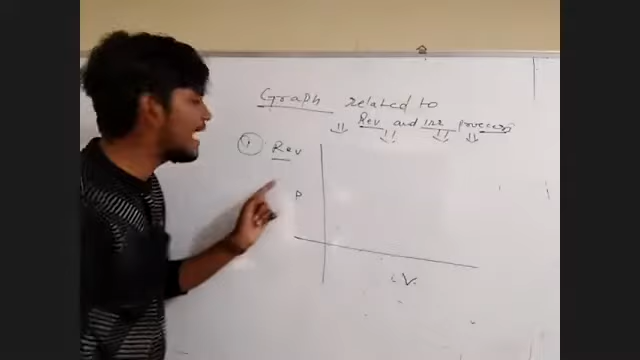 Graph related to
Rev and irr process
1 Rev
P
V